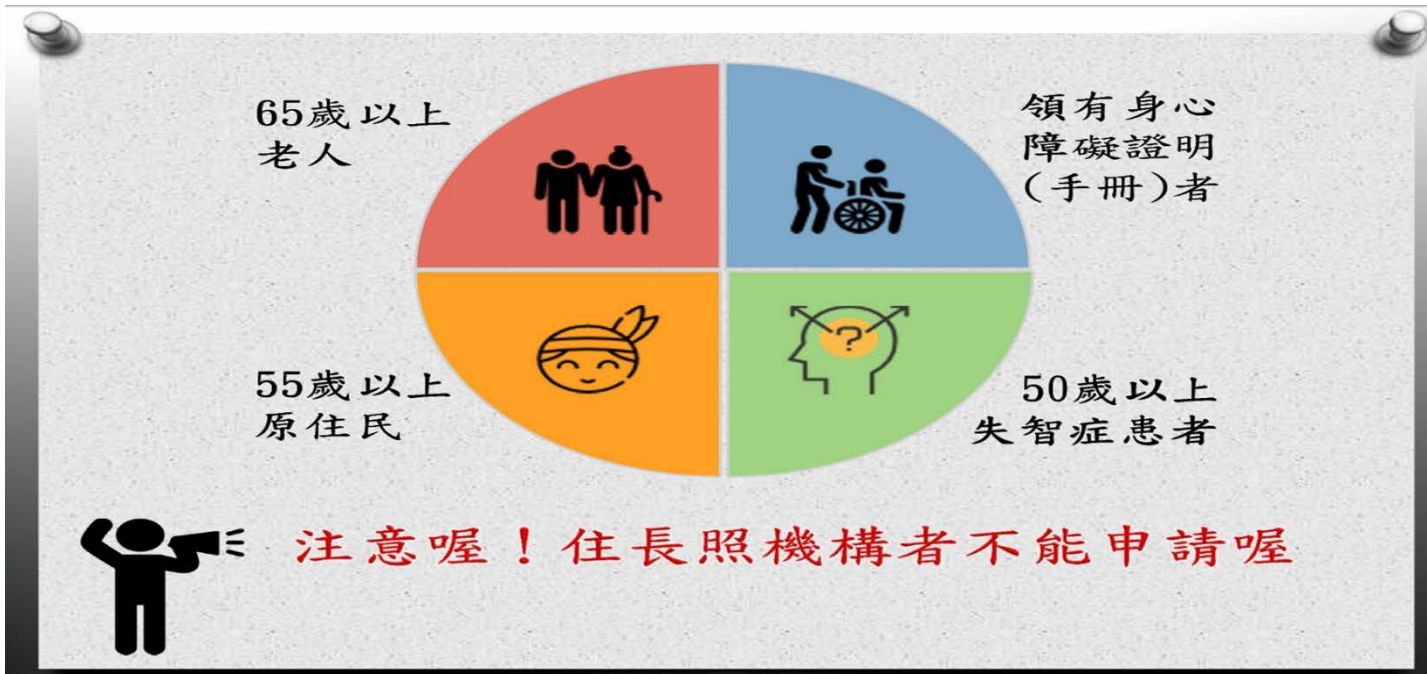 65歲以上
老人
領有身心
障礙證明
(手冊)者
55歲以上
原住民
?
50歲以上
失智症患者
注意喔！住長照機構者不能申請喔